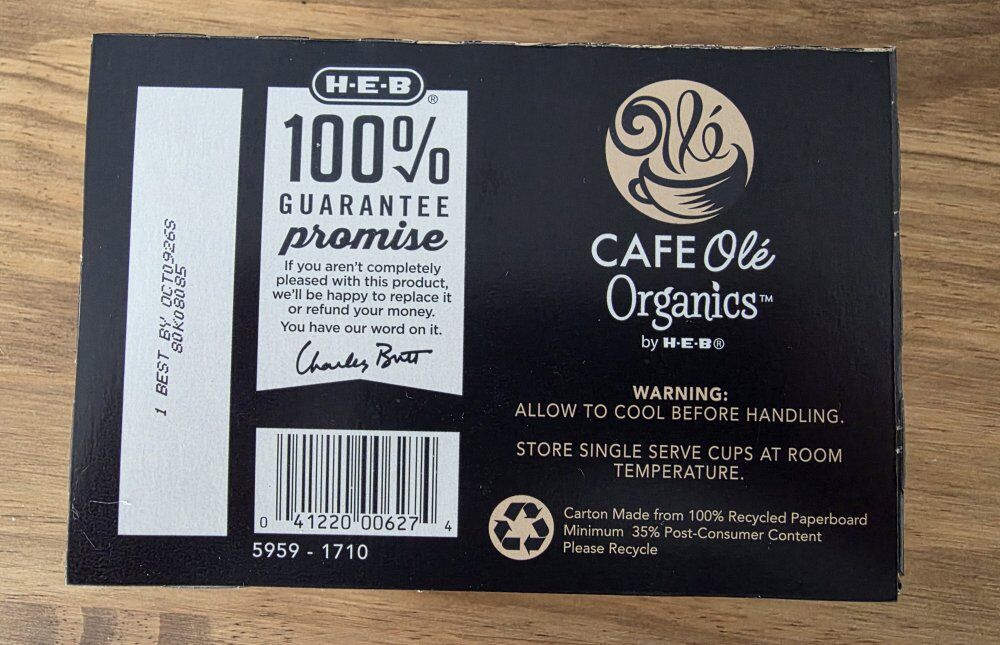 1 BEST BY OCT0926S
80K08085
H-E-B®
100%
GUARANTEE
promise
If you aren't completely
pleased with this product,
we'll be happy to replace it
or refund your money.
You have our word on it.
Charles Butt
0 41220 00627 4
5959 - 1710
Olé
CAFE Olé
Organics™
by H-E-B®
WARNING:
ALLOW TO COOL BEFORE HANDLING.
STORE SINGLE SERVE CUPS AT ROOM
TEMPERATURE.
Carton Made from 100% Recycled Paperboard
Minimum 35% Post-Consumer Content
Please Recycle